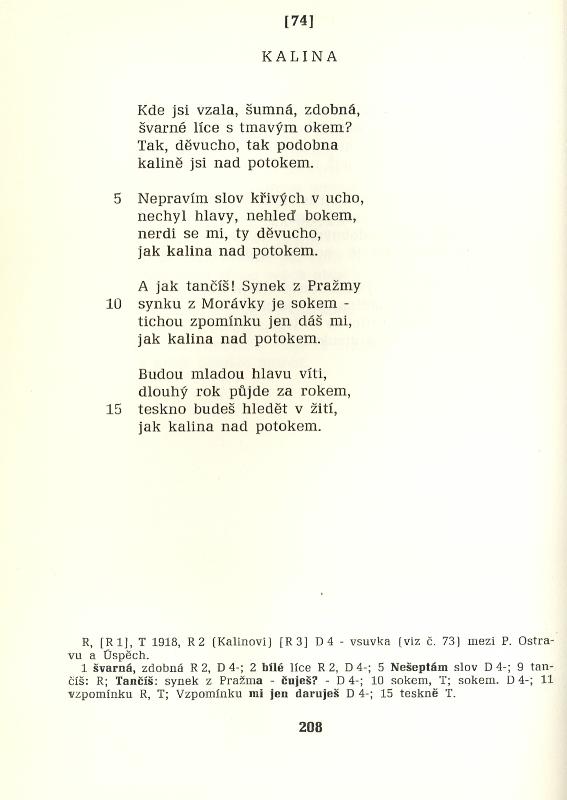 [74]
KALINA
Kde jsi vzala, šumná, zdobná,
švarné líce s tmavým okem?
Tak, děvucho, tak podobna
kalině jsi nad potokem.
5 Nepravím slov křivých v ucho,
nechyl hlavy, nehleď bokem,
nerdi se mi, ty děvucho,
jak kalina nad potokem.
A jak tančíš! Synek z Pražmy
10 synku z Morávky je sokem -
tichou zpomínku jen dáš mi,
jak kalina nad potokem.
Budou mladou hlavu víti,
dlouhý rok půjde za rokem,
15 teskno budeš hledět v žití,
jak kalina nad potokem.
R, [R 1], T 1918, R 2 (Kalinovi) [R 3] D 4 - vsuvka (viz č. 73) mezi P. Ostra-
vu a Úspěch.
1 švarná, zdobná R 2, D 4-; 2 bílé líce R 2, D 4-; 5 Nešeptám slov D 4-; 9 tan-
číš: R; Tančíš: synek z Pražma - čuješ? - D 4-; 10 sokem, T; sokem. D 4-; 11
vzpomínku R, T; Vzpomínku mi jen daruješ D 4-; 15 teskně T.
208